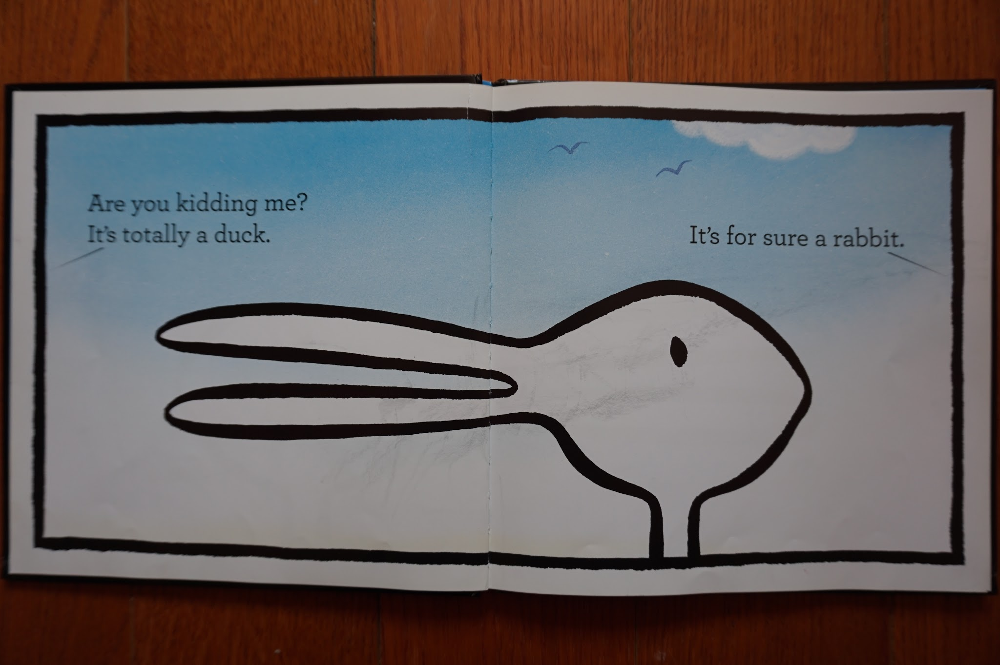 Are you kidding me?
It's totally a duck.
It's for sure a rabbit.